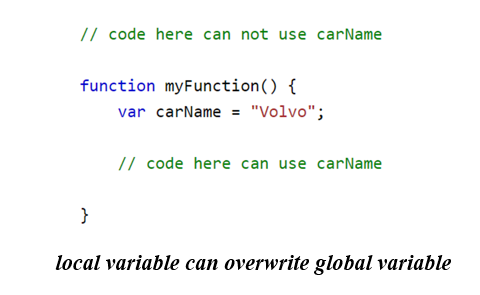 // code here can not use carName
function myFunction() {
var carName = "Volvo";
// code here can use carName
}
local variable can overwrite global variable